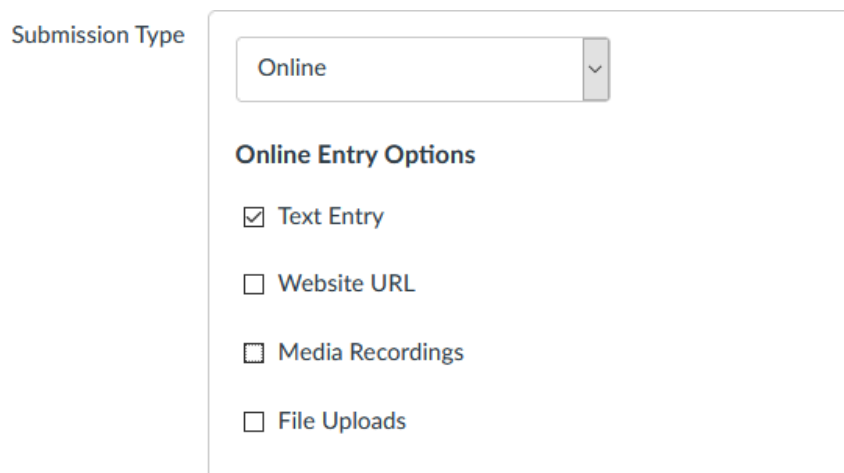 Submission Type
Online
Online Entry Options
Text Entry
Website URL
Media Recordings
File Uploads